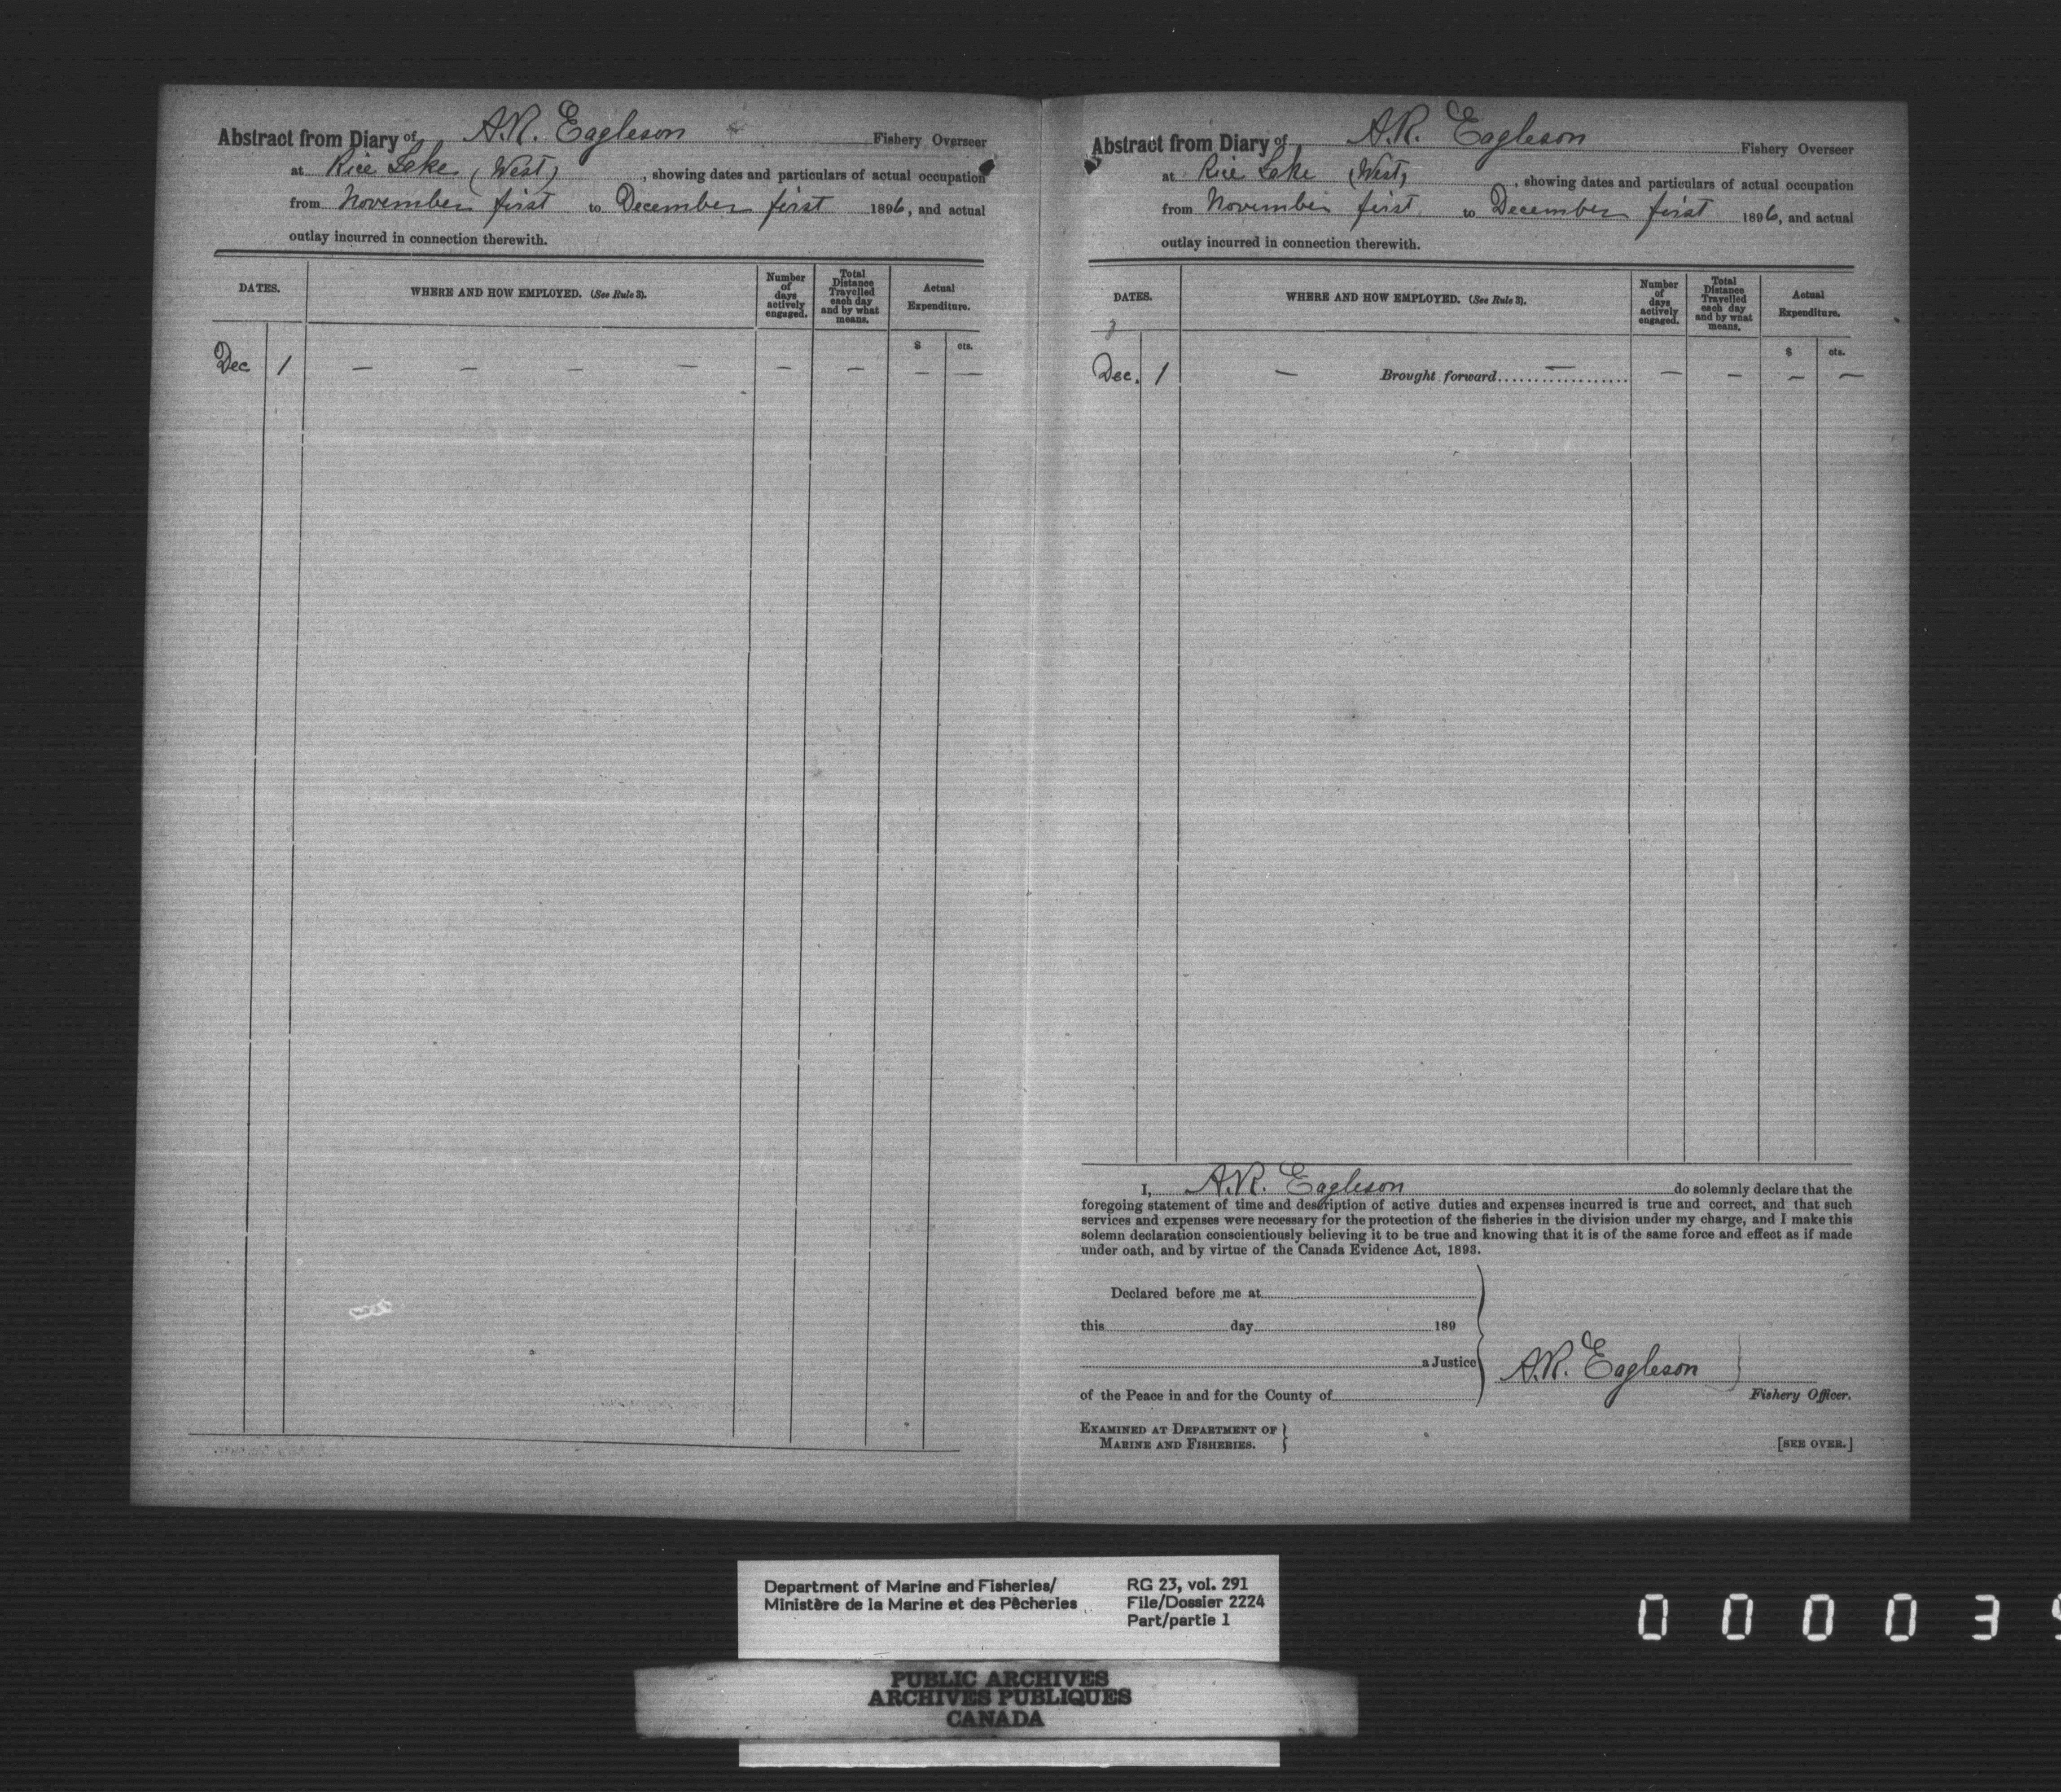 Abstract from Diary of A.R. Eagleson Fishery Overseer
at Rice Lake (West) , showing dates and particulars of actual occupation
from November first to December first 1896, and actual
outlay incurred in connection therewith.
DATES.
WHERE AND HOW EMPLOYED. (See Rule 3).
Number of days actively engaged.
Total Distance Travelled each day and by what means.
Actual Expenditure.
$ cts.
Dec 1 — — — — — — — —
Abstract from Diary of A.R. Eagleson Fishery Overseer
at Rice Lake (West) , showing dates and particulars of actual occupation
from November first to December first 1896, and actual
outlay incurred in connection therewith.
DATES.
WHERE AND HOW EMPLOYED. (See Rule 3).
Number of days actively engaged.
Total Distance Travelled each day and by what means.
Actual Expenditure.
$ cts.
Dec. 1 — Brought forward — — — — —
I, A.R. Eagleson do solemnly declare that the
foregoing statement of time and description of active duties and expenses incurred is true and correct, and that such
services and expenses were necessary for the protection of the fisheries in the division under my charge, and I make this
solemn declaration conscientiously believing it to be true and knowing that it is of the same force and effect as if made
under oath, and by virtue of the Canada Evidence Act, 1893.
Declared before me at
this day 189
a Justice
of the Peace in and for the County of
A.R. Eagleson
Fishery Officer.
EXAMINED AT DEPARTMENT OF
MARINE AND FISHERIES.
[SEE OVER.]
Department of Marine and Fisheries/
Ministère de la Marine et des Pêcheries
RG 23, vol. 291
File/Dossier 2224
Part/partie 1
PUBLIC ARCHIVES
ARCHIVES PUBLIQUES
CANADA
0 0 0 0 3